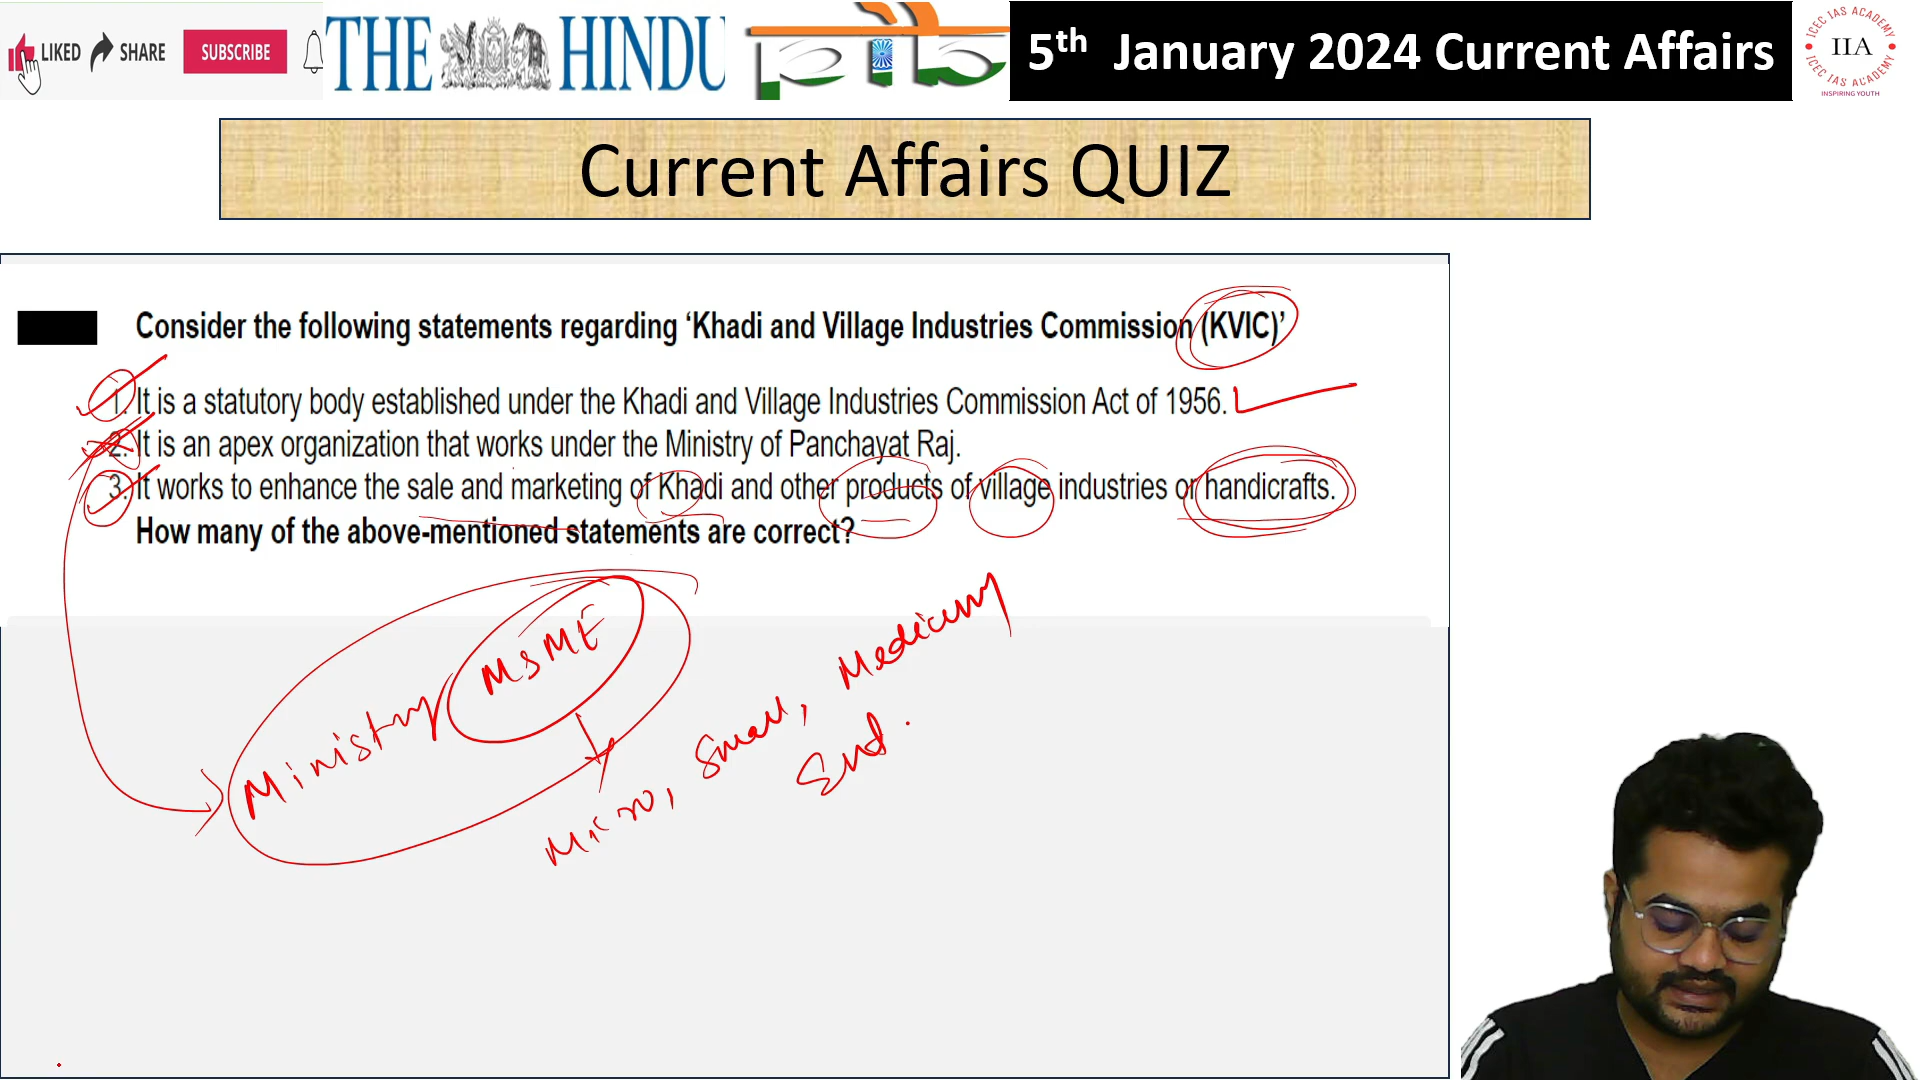 LIKED SHARE SUBSCRIBE THE HINDU pib 5th January 2024 Current Affairs
ICEC IAS ACADEMY
IIA
ICEC IAS ACADEMY
INSPIRING YOUTH
Current Affairs QUIZ
Consider the following statements regarding ‘Khadi and Village Industries Commission (KVIC)’
1. It is a statutory body established under the Khadi and Village Industries Commission Act of 1956.
2. It is an apex organization that works under the Ministry of Panchayat Raj.
3. It works to enhance the sale and marketing of Khadi and other products of village industries or handicrafts.
How many of the above-mentioned statements are correct?
Ministry MSME
Micro, Small, Medium
End.